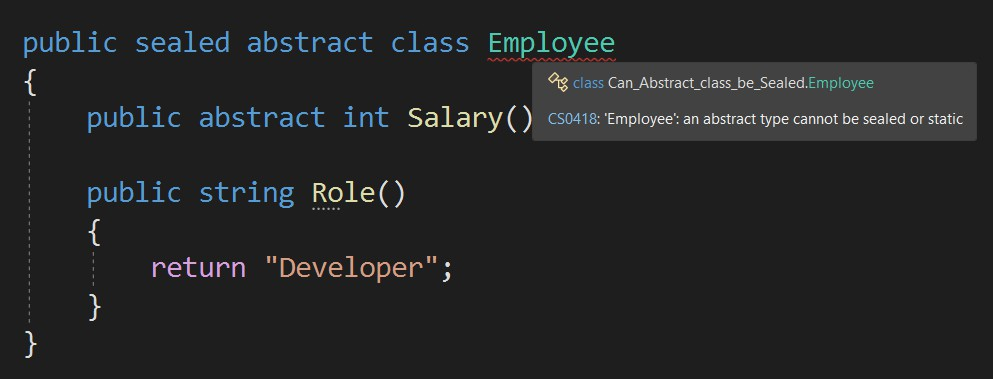 public sealed abstract class Employee
{
class Can_Abstract_class_be_Sealed.Employee
public abstract int Salary()
CS0418: 'Employee': an abstract type cannot be sealed or static
public string Role()
{
return "Developer";
}
}